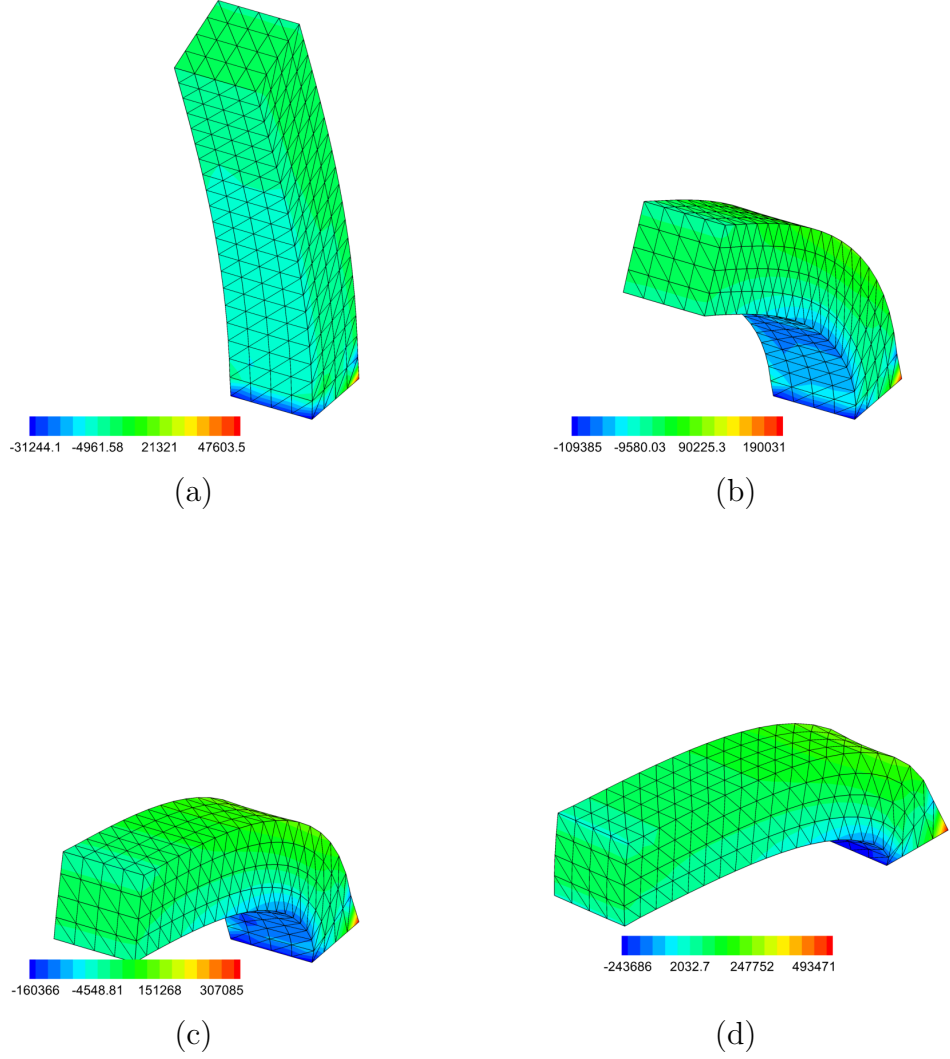 -31244.1 -4961.58 21321 47603.5
(a)
-109385 -9580.03 90225.3 190031
(b)
-160366 -4548.81 151268 307085
(c)
-243686 2032.7 247752 493471
(d)